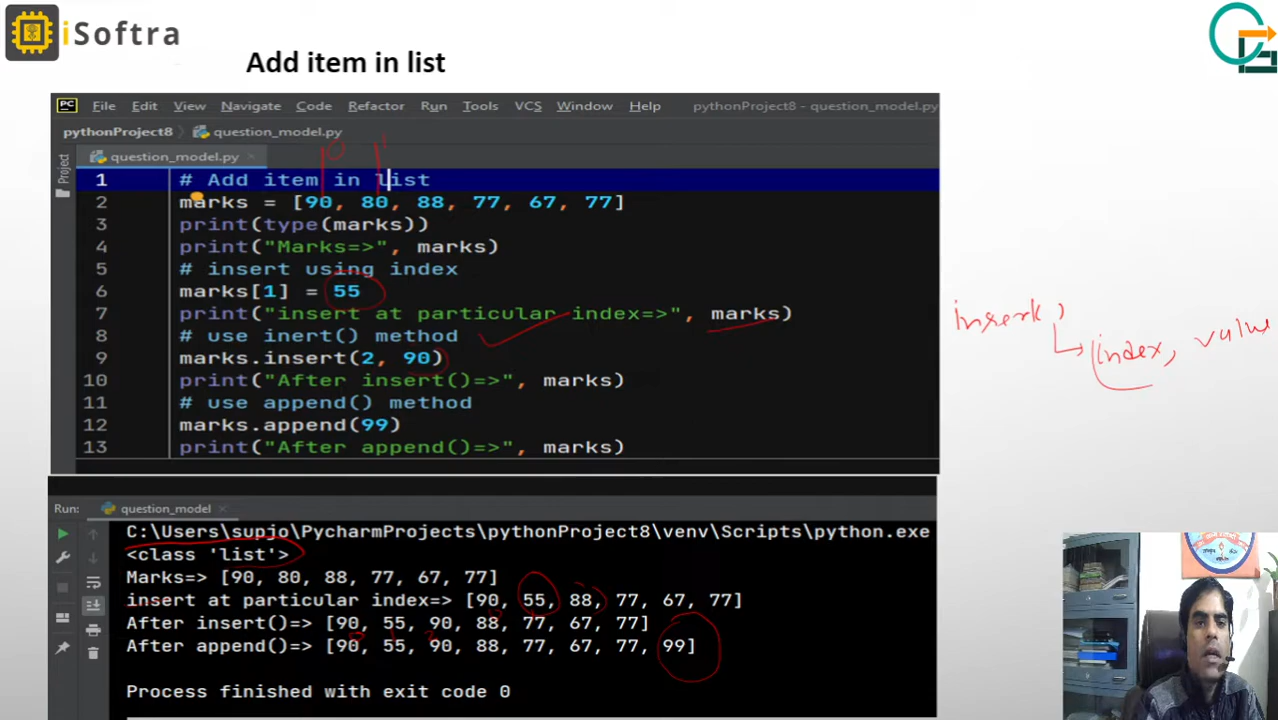 iSoftra
Add item in list
PC File Edit View Navigate Code Refactor Run Tools VCS Window Help pythonProject8 - question_model.py
pythonProject8 question_model.py
question_model.py
Project
1 # Add item in list
2 marks = [90, 80, 88, 77, 67, 77]
3 print(type(marks))
4 print("Marks=>", marks)
5 # insert using index
6 marks[1] = 55
7 print("insert at particular index=>", marks)
8 # use inert() method
9 marks.insert(2, 90)
10 print("After insert()=>", marks)
11 # use append() method
12 marks.append(99)
13 print("After append()=>", marks)
insert
index, value
Run: question_model
C:\Users\supjo\PycharmProjects\pythonProject8\venv\Scripts\python.exe
<class 'list'>
Marks=> [90, 80, 88, 77, 67, 77]
insert at particular index=> [90, 55, 88, 77, 67, 77]
After insert()=> [90, 55, 90, 88, 77, 67, 77]
After append()=> [90, 55, 90, 88, 77, 67, 77, 99]
Process finished with exit code 0